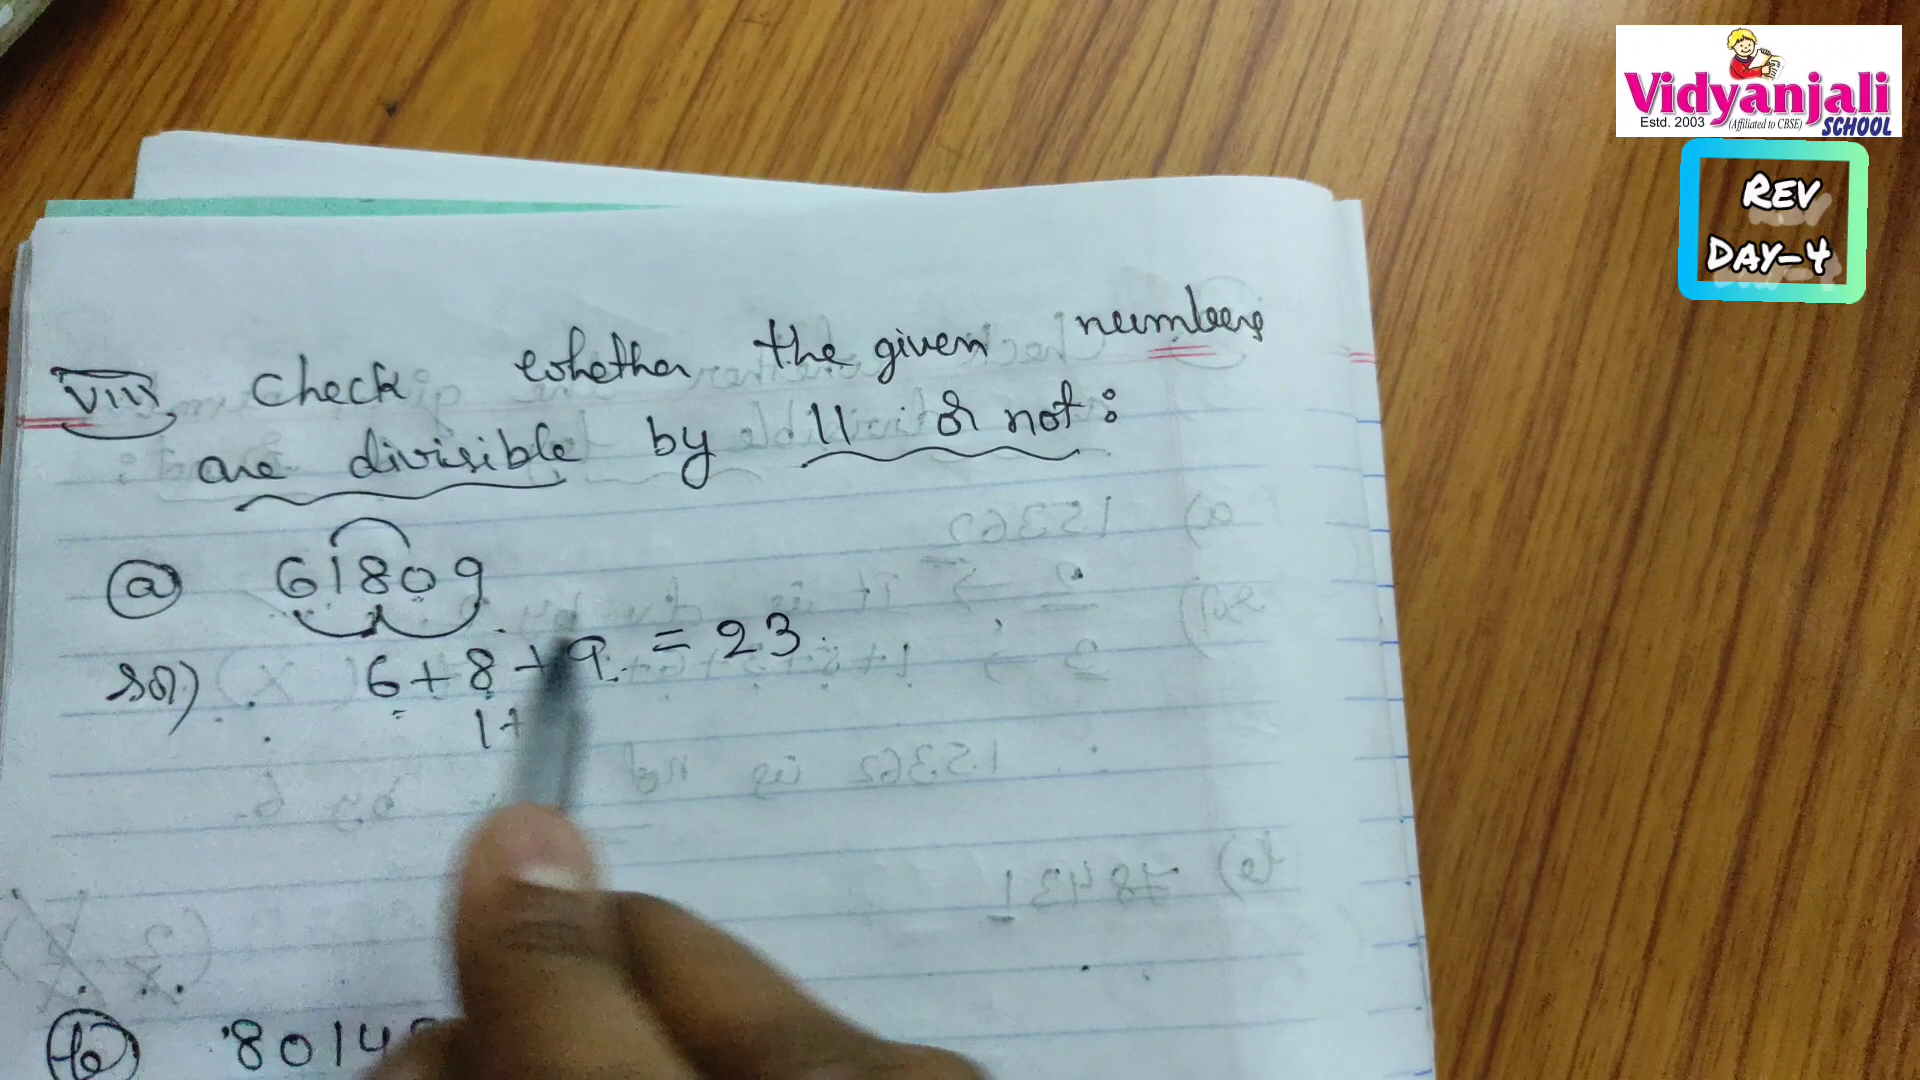 Vidyanjali
Estd. 2003 (Affiliated to CBSE) SCHOOL
REV
DAY-4
VIII, Check whether the given numbers
are divisible by 11 or not:
(a) 61809
Sol) 6+8+9 = 23
1+
(b) 8014